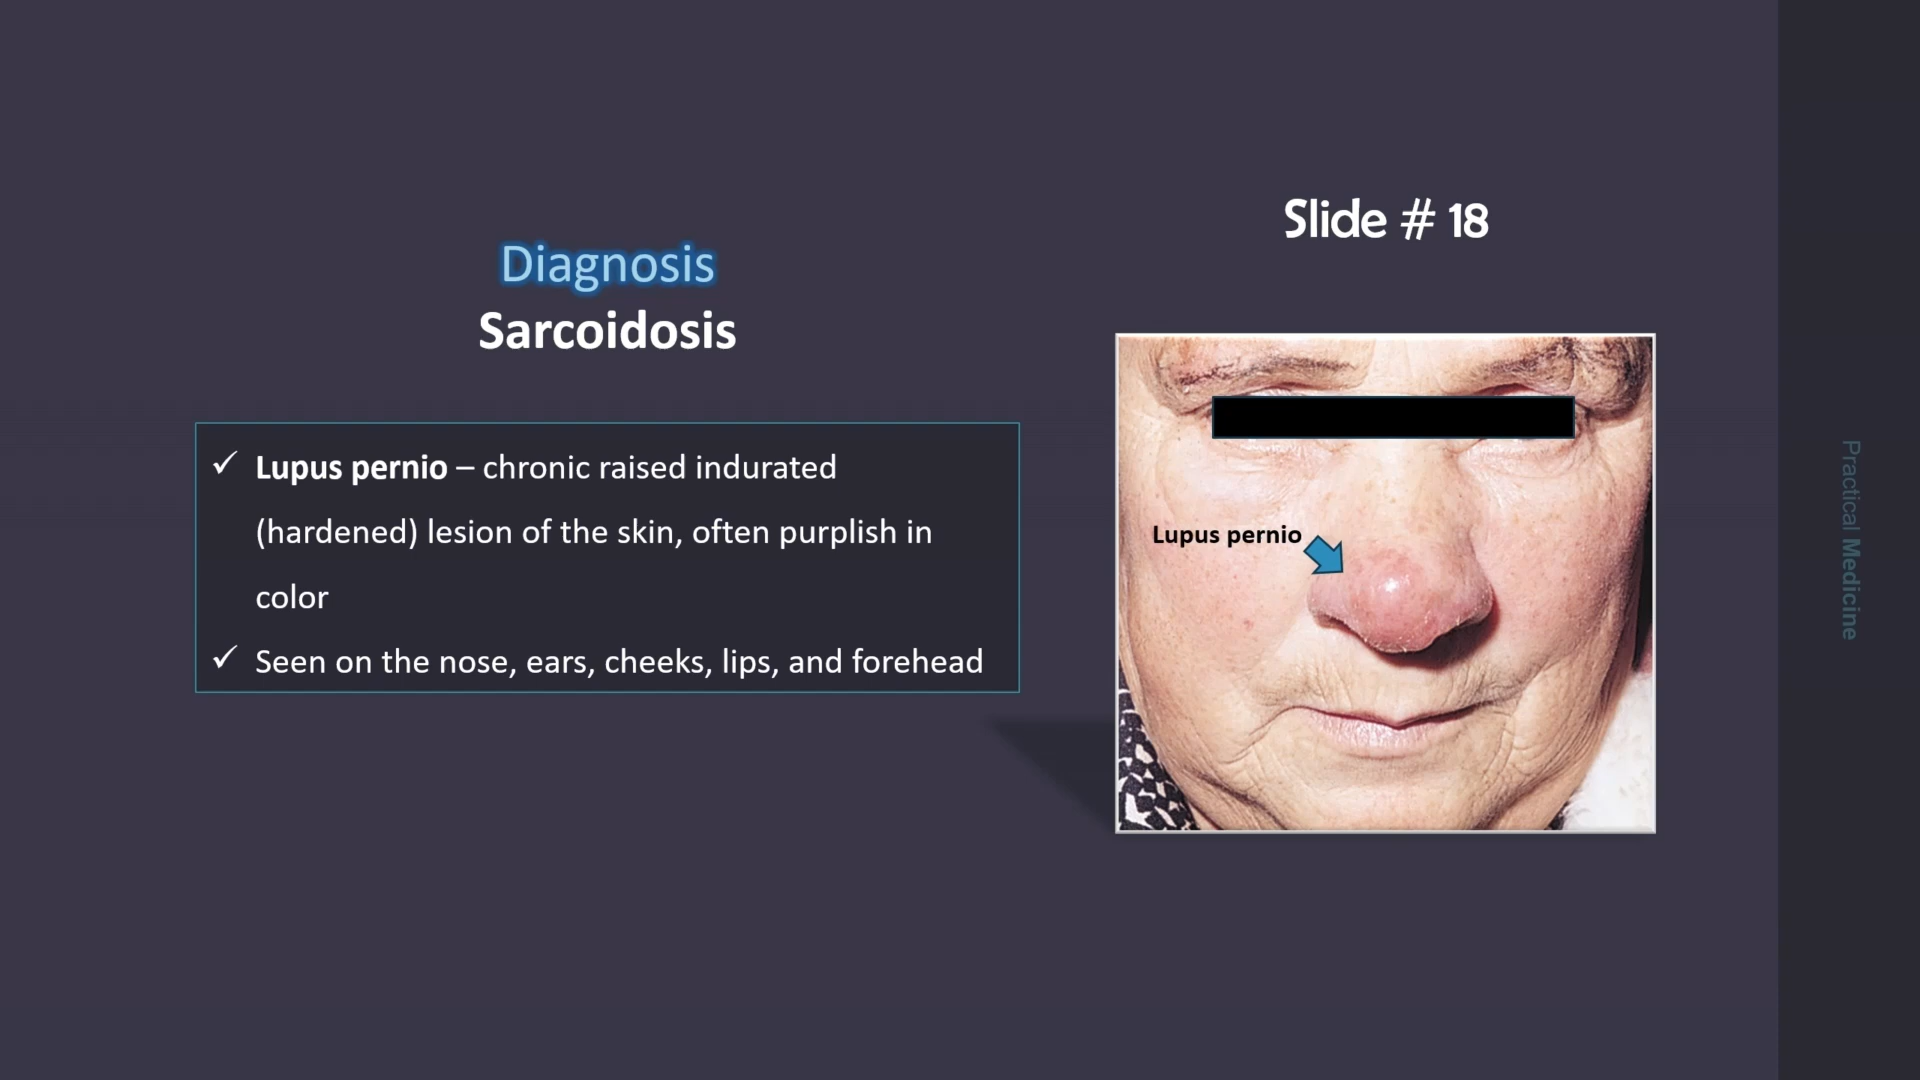 Slide # 18
Diagnosis
Sarcoidosis
✓ Lupus pernio – chronic raised indurated
(hardened) lesion of the skin, often purplish in
color
✓ Seen on the nose, ears, cheeks, lips, and forehead
Lupus pernio
Practical Medicine